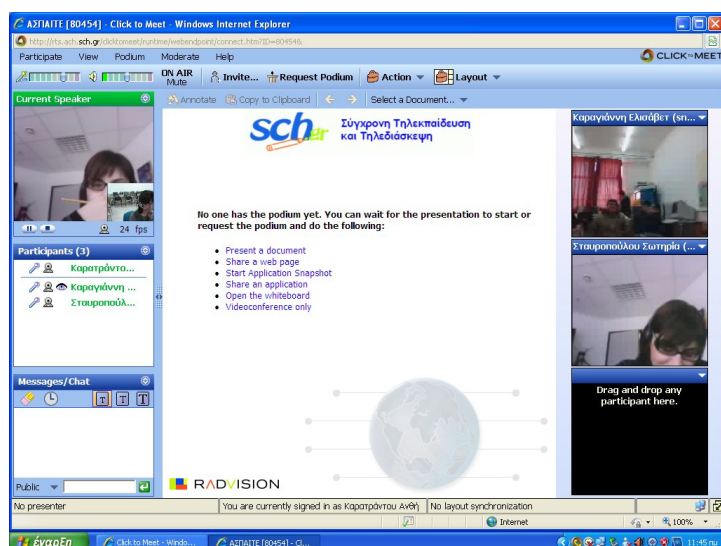 ΑΣΠΑΙΤΕ [80454] - Click to Meet - Windows Internet Explorer
http://rts.ach.sch.gr/clicktomeet/runtime/webendpoint/connect.htm?ID=80454&
Participate View Podium Moderate Help
CLICK TO MEET
ON AIR
Mute
Invite... Request Podium Action Layout
Current Speaker
Annotate Copy to Clipboard Select a Document...
24 fps
sch.gr
Σύγχρονη Τηλεκπαίδευση
και Τηλεδιάσκεψη
No one has the podium yet. You can wait for the presentation to start or
request the podium and do the following:
Present a document
Share a web page
Start Application Snapshot
Share an application
Open the whiteboard
Videoconference only
Participants (3)
Καρατράντο...
Καραγιάννη ...
Σταυροπούλ...
Messages/Chat
T T T
Public
RADVISION
Καραγιάννη Ελισάβετ (sn...
Σταυροπούλου Σωτηρία (...
Drag and drop any
participant here.
No presenter
You are currently signed in as Καρατράντου Ανθή
No layout synchronization
Internet
100%
έναρξη
Click to Meet - Windo...
ΑΣΠΑΙΤΕ [80454] - Cl...
11:45 πμ